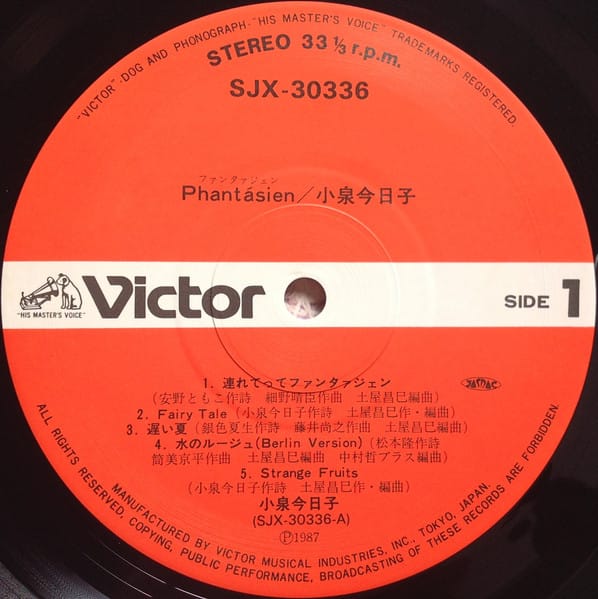 "VICTOR"-DOG AND PHONOGRAPH-"HIS MASTER'S VOICE" TRADEMARKS REGISTERED.
STEREO 33 1/3 r.p.m.
SJX-30336
ファンタァジェン
Phantásien／小泉今日子
"HIS MASTER'S VOICE"
Victor
SIDE 1
1. 連れてってファンタァジェン
(安野ともこ作詩 細野晴臣作曲 土屋昌巳編曲)
JASRAC
2. Fairy Tale (小泉今日子作詩 土屋昌巳作・編曲)
3. 遅い夏 (銀色夏生作詩 藤井尚之作曲 土屋昌巳編曲)
4. 水のルージュ(Berlin Version) (松本隆作詩
筒美京平作曲 土屋昌巳編曲 中村哲ブラス編曲)
5. Strange Fruits
(小泉今日子作詩 土屋昌巳作・編曲)
小泉今日子
(SJX-30336-A)
Ⓟ1987
MANUFACTURED BY VICTOR MUSICAL INDUSTRIES, INC., TOKYO, JAPAN.
ALL RIGHTS RESERVED. COPYING, PUBLIC PERFORMANCE, BROADCASTING OF THESE RECORDS ARE FORBIDDEN.